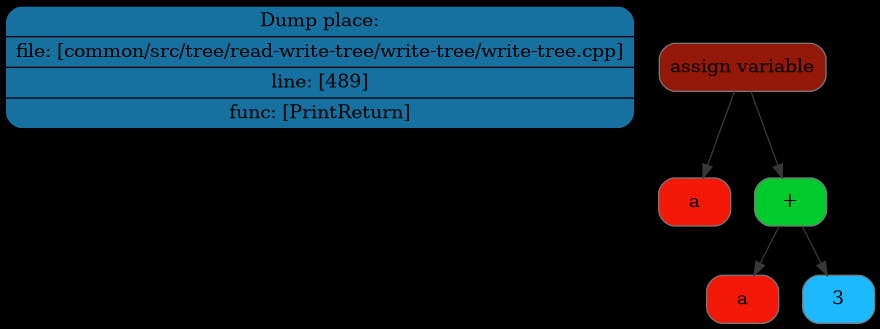 Dump place:
file: [common/src/tree/read-write-tree/write-tree/write-tree.cpp]
line: [489]
func: [PrintReturn]
assign variable
a
+
a
3